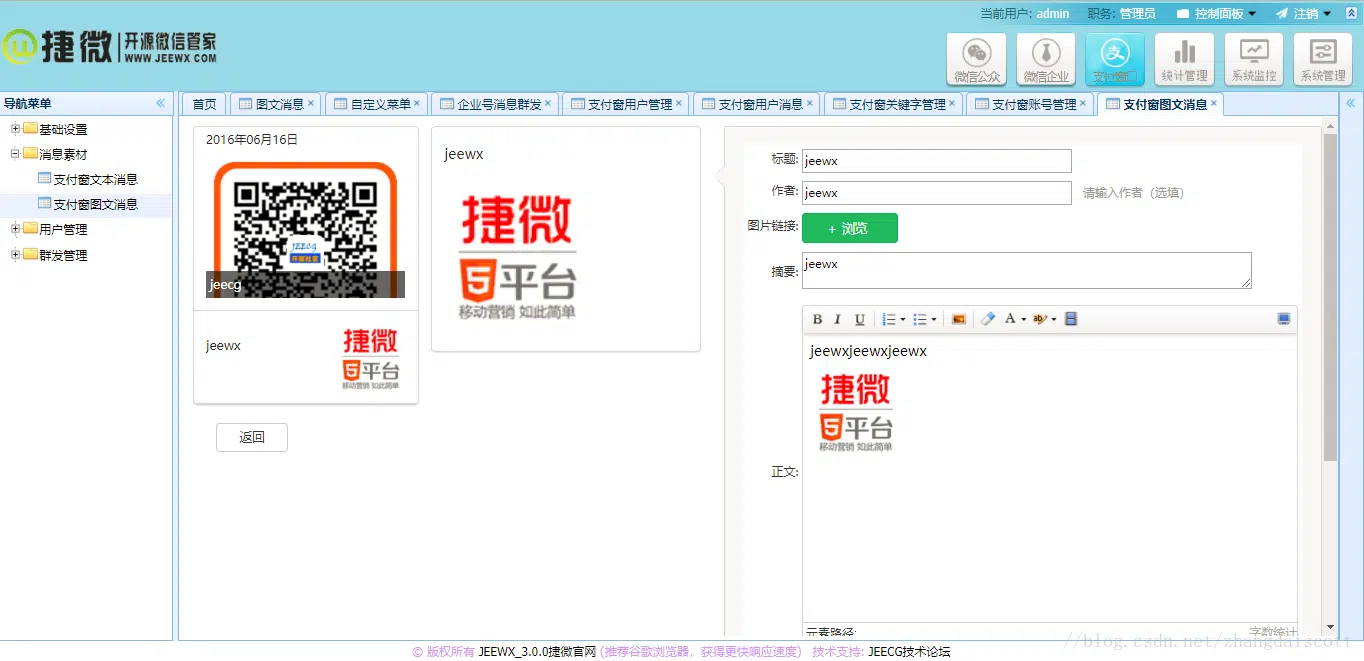 当前用户: admin 职务: 管理员 控制面板 注销
捷微 开源微信管家
WWW.JEEWX.COM
微信公众 微信企业 支付窗口 统计管理 系统监控 系统管理
导航菜单
首页 图文消息 自定义菜单 企业号消息群发 支付窗用户管理 支付窗用户消息 支付窗关键字管理 支付窗账号管理 支付窗图文消息
基础设置
消息素材
支付窗文本消息
支付窗图文消息
用户管理
群发管理
2016年06月16日
JEECG
开源社区
jeecg
jeewx
捷微
5平台
移动营销 如此简单
返回
jeewx
捷微
5平台
移动营销 如此简单
标题: jeewx
作者: jeewx 请输入作者（选填）
图片链接: + 浏览
摘要: jeewx
B I U A ab
正文:
jeewxjeewxjeewx
捷微
5平台
移动营销 如此简单
元素路径: 字数统计
//blog.csdn.net/zhangdaiscott
© 版权所有 JEEWX_3.0.0捷微官网 (推荐谷歌浏览器，获得更快响应速度) 技术支持: JEECG技术论坛